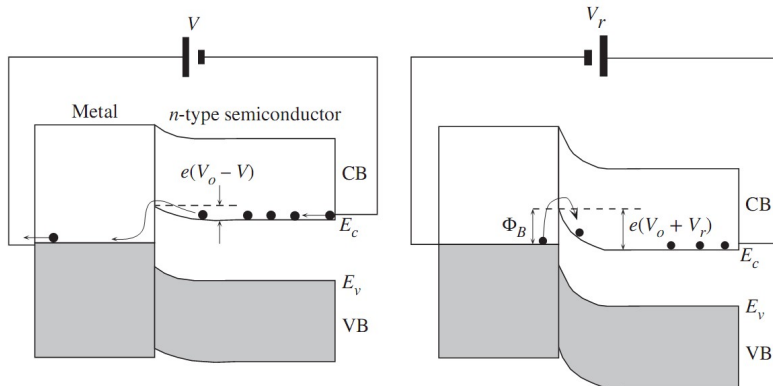 V
Metal
n-type semiconductor
e(V_o − V)
CB
E_c
E_v
VB
V_r
CB
Φ_B
e(V_o + V_r)
E_c
E_v
VB